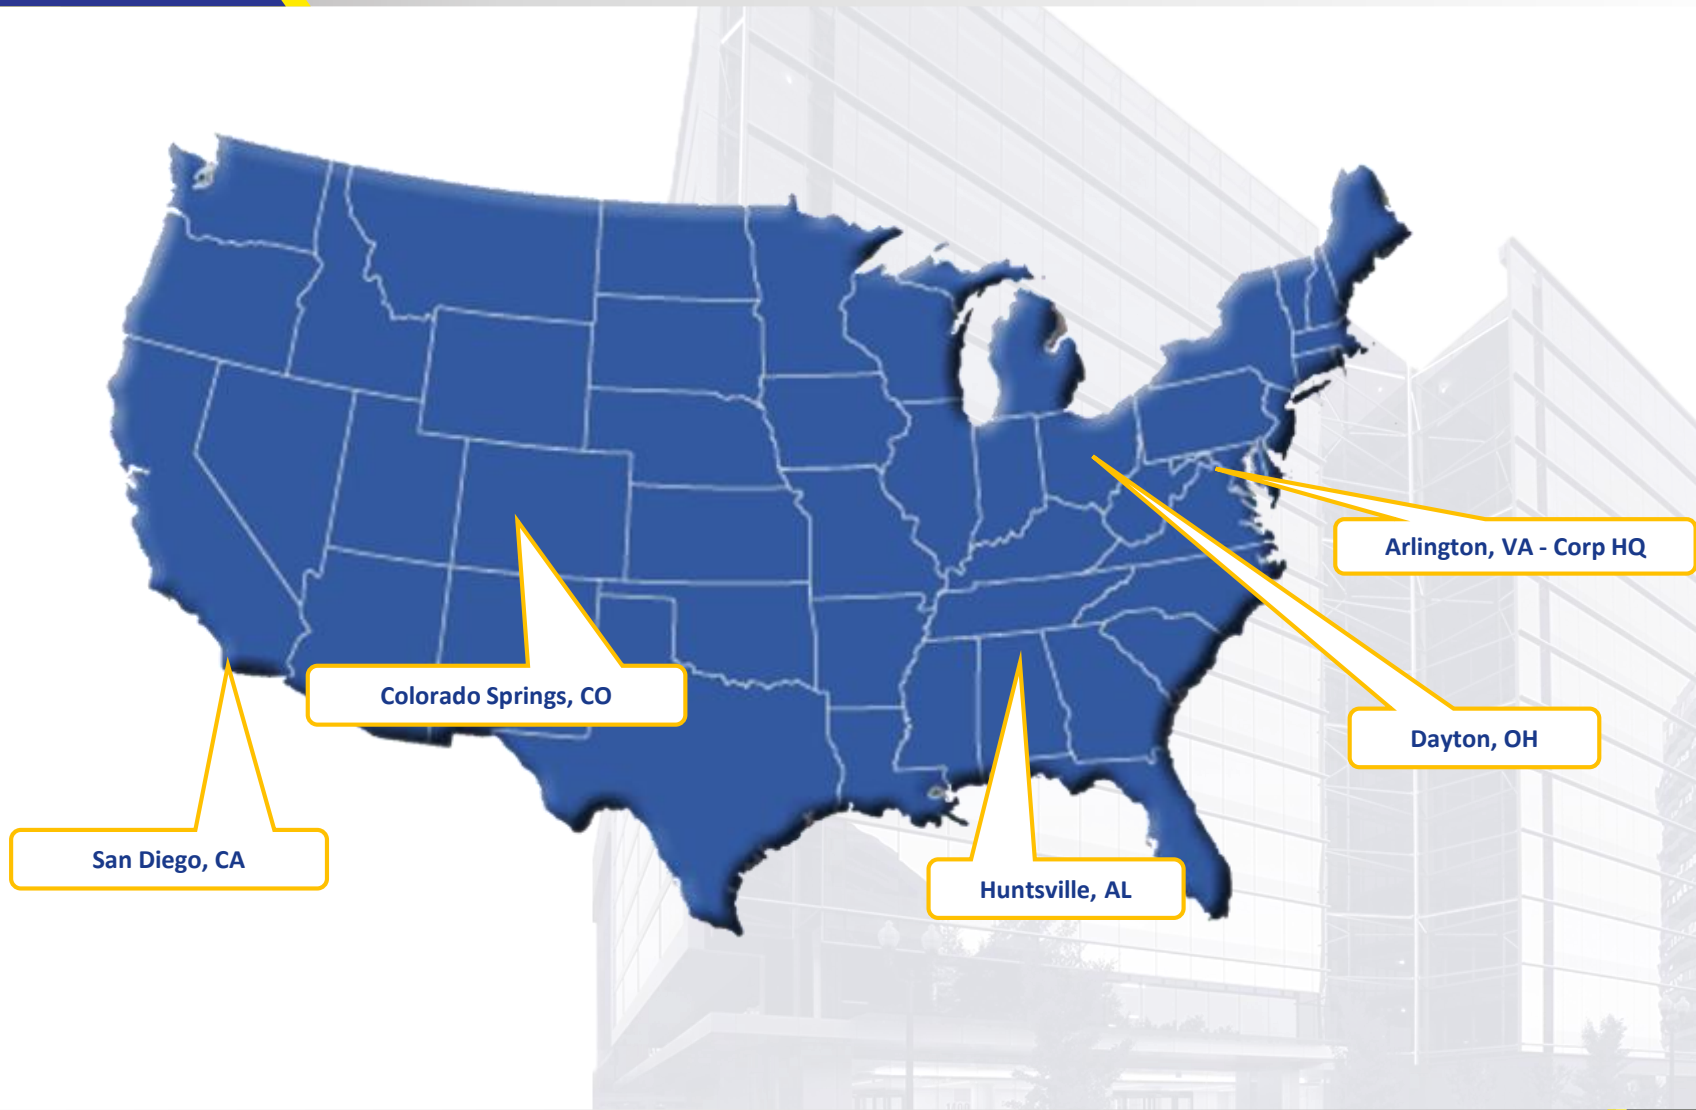 Arlington, VA - Corp HQ
Colorado Springs, CO
Dayton, OH
San Diego, CA
Huntsville, AL